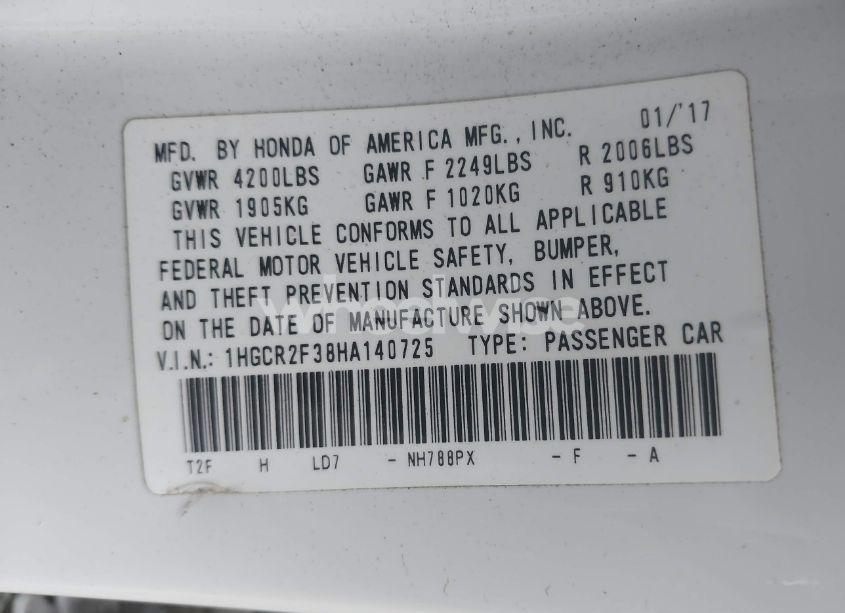 01/'17
MFD. BY HONDA OF AMERICA MFG., INC.
GVWR 4200LBS GAWR F 2249LBS R 2006LBS
GVWR 1905KG GAWR F 1020KG R 910KG
THIS VEHICLE CONFORMS TO ALL APPLICABLE
FEDERAL MOTOR VEHICLE SAFETY, BUMPER,
AND THEFT PREVENTION STANDARDS IN EFFECT
ON THE DATE OF MANUFACTURE SHOWN ABOVE.
V.I.N.: 1HGCR2F38HA140725 TYPE: PASSENGER CAR
T2F H LD7 - NH788PX - F - A